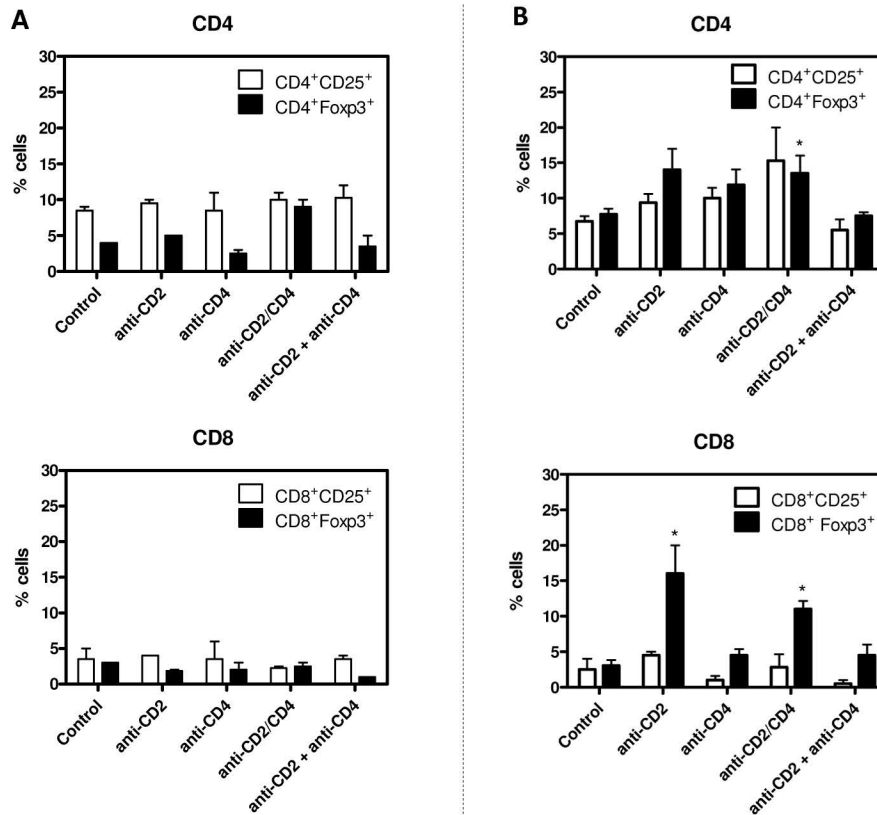 A
CD4
30
25
20
15
10
5
0
% cells
CD4⁺CD25⁺
CD4⁺Foxp3⁺
Control
anti-CD2
anti-CD4
anti-CD2/CD4
anti-CD2 + anti-CD4
CD8
30
25
20
15
10
5
0
% cells
CD8⁺CD25⁺
CD8⁺Foxp3⁺
Control
anti-CD2
anti-CD4
anti-CD2/CD4
anti-CD2 + anti-CD4
B
CD4
30
25
20
15
10
5
0
% cells
CD4⁺CD25⁺
CD4⁺Foxp3⁺
*
Control
anti-CD2
anti-CD4
anti-CD2/CD4
anti-CD2 + anti-CD4
CD8
30
25
20
15
10
5
0
% cells
CD8⁺CD25⁺
CD8⁺ Foxp3⁺
*
*
Control
anti-CD2
anti-CD4
anti-CD2/CD4
anti-CD2 + anti-CD4